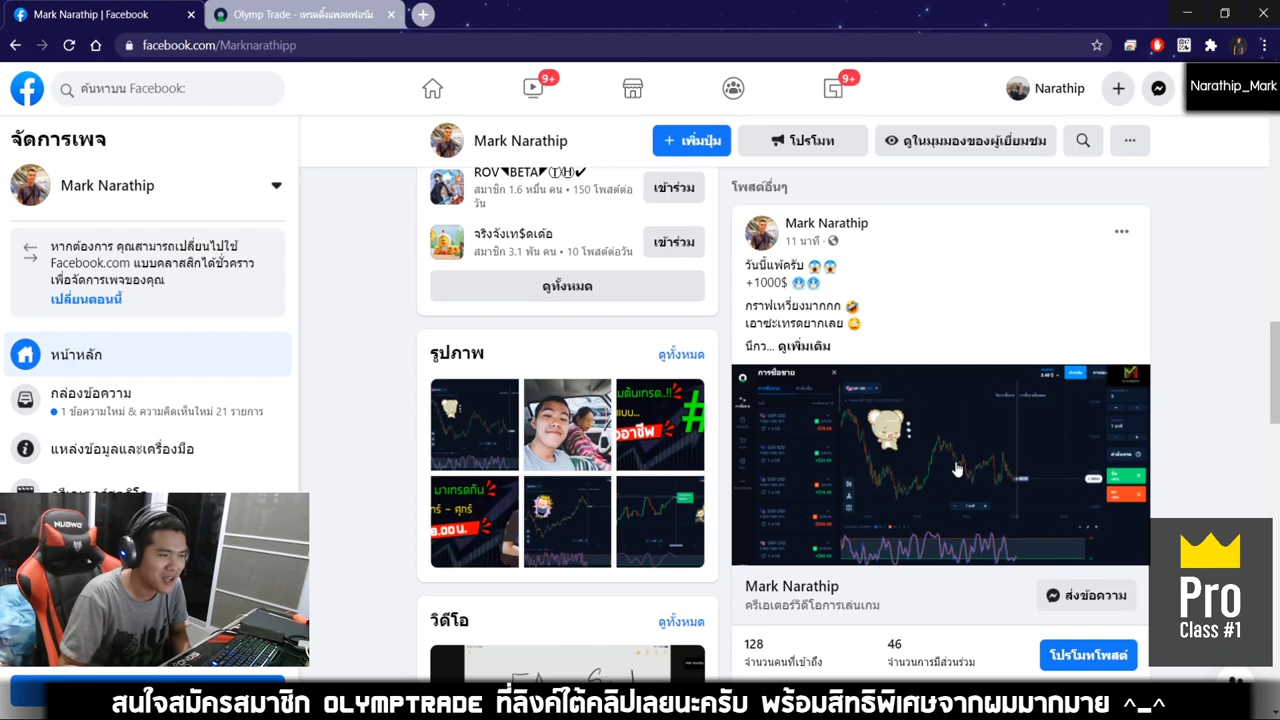 Mark Narathip | Facebook
Olymp Trade - เทรดดิ้งแพลทฟอร์ม
facebook.com/Marknarathipp
ค้นหาบน Facebook:
9+
9+
Narathip
Narathip_Mark
จัดการเพจ
Mark Narathip
หากต้องการ คุณสามารถเปลี่ยนไปใช้
Facebook.com แบบคลาสสิกได้ชั่วคราว
เพื่อจัดการเพจของคุณ
เปลี่ยนตอนนี้
หน้าหลัก
กล่องข้อความ
1 ข้อความใหม่ & ความคิดเห็นใหม่ 21 รายการ
แหล่งข้อมูลและเครื่องมือ
Mark Narathip
+ เพิ่มปุ่ม
โปรโมท
ดูในมุมมองของผู้เยี่ยมชม
ROV◥BETA◤ⓉⒽ✔
สมาชิก 1.6 หมื่น คน • 150 โพสต์ต่อ
วัน
เข้าร่วม
จริงจังเท$ดเด้อ
สมาชิก 3.1 พัน คน • 10 โพสต์ต่อวัน
เข้าร่วม
ดูทั้งหมด
รูปภาพ
ดูทั้งหมด
มาเทรดกัน
วิดีโอ
ดูทั้งหมด
โพสต์อื่นๆ
Mark Narathip
11 นาที
วันนี้แพ้ครับ 😱😱
+1000$ 🥶🥶
กราฟเหวี่ยงมากกก 🤣
เอาซะเทรดยากเลย
นึกว... ดูเพิ่มเติม
การซื้อขาย
Mark Narathip
ครีเอเตอร์วิดีโอการเล่นเกม
ส่งข้อความ
128
จำนวนคนที่เข้าถึง
46
จำนวนการมีส่วนร่วม
โปรโมทโพสต์
Pro
Class #1
สนใจสมัครสมาชิก OLYMPTRADE ที่ลิงค์ใต้คลิปเลยนะครับ พร้อมสิทธิพิเศษจากผมมากมาย ^_^